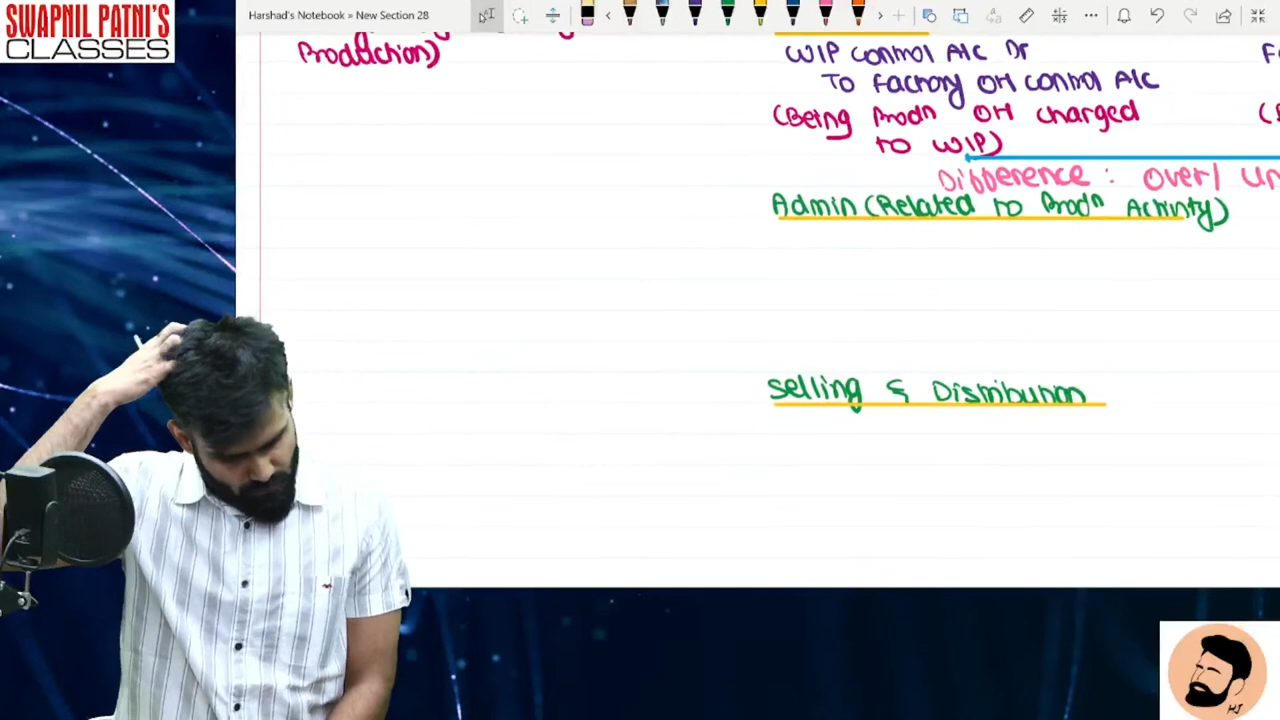 SWAPNIL PATNI'S
CLASSES
Harshad's Notebook » New Section 28
Production)
WIP Control A/C Dr
To Factory OH Control A/C
(Being Prodn OH charged
to WIP)
Difference: Over/ Un
Admin (Related to Prodn Activity)
Selling & Distribution
HJ